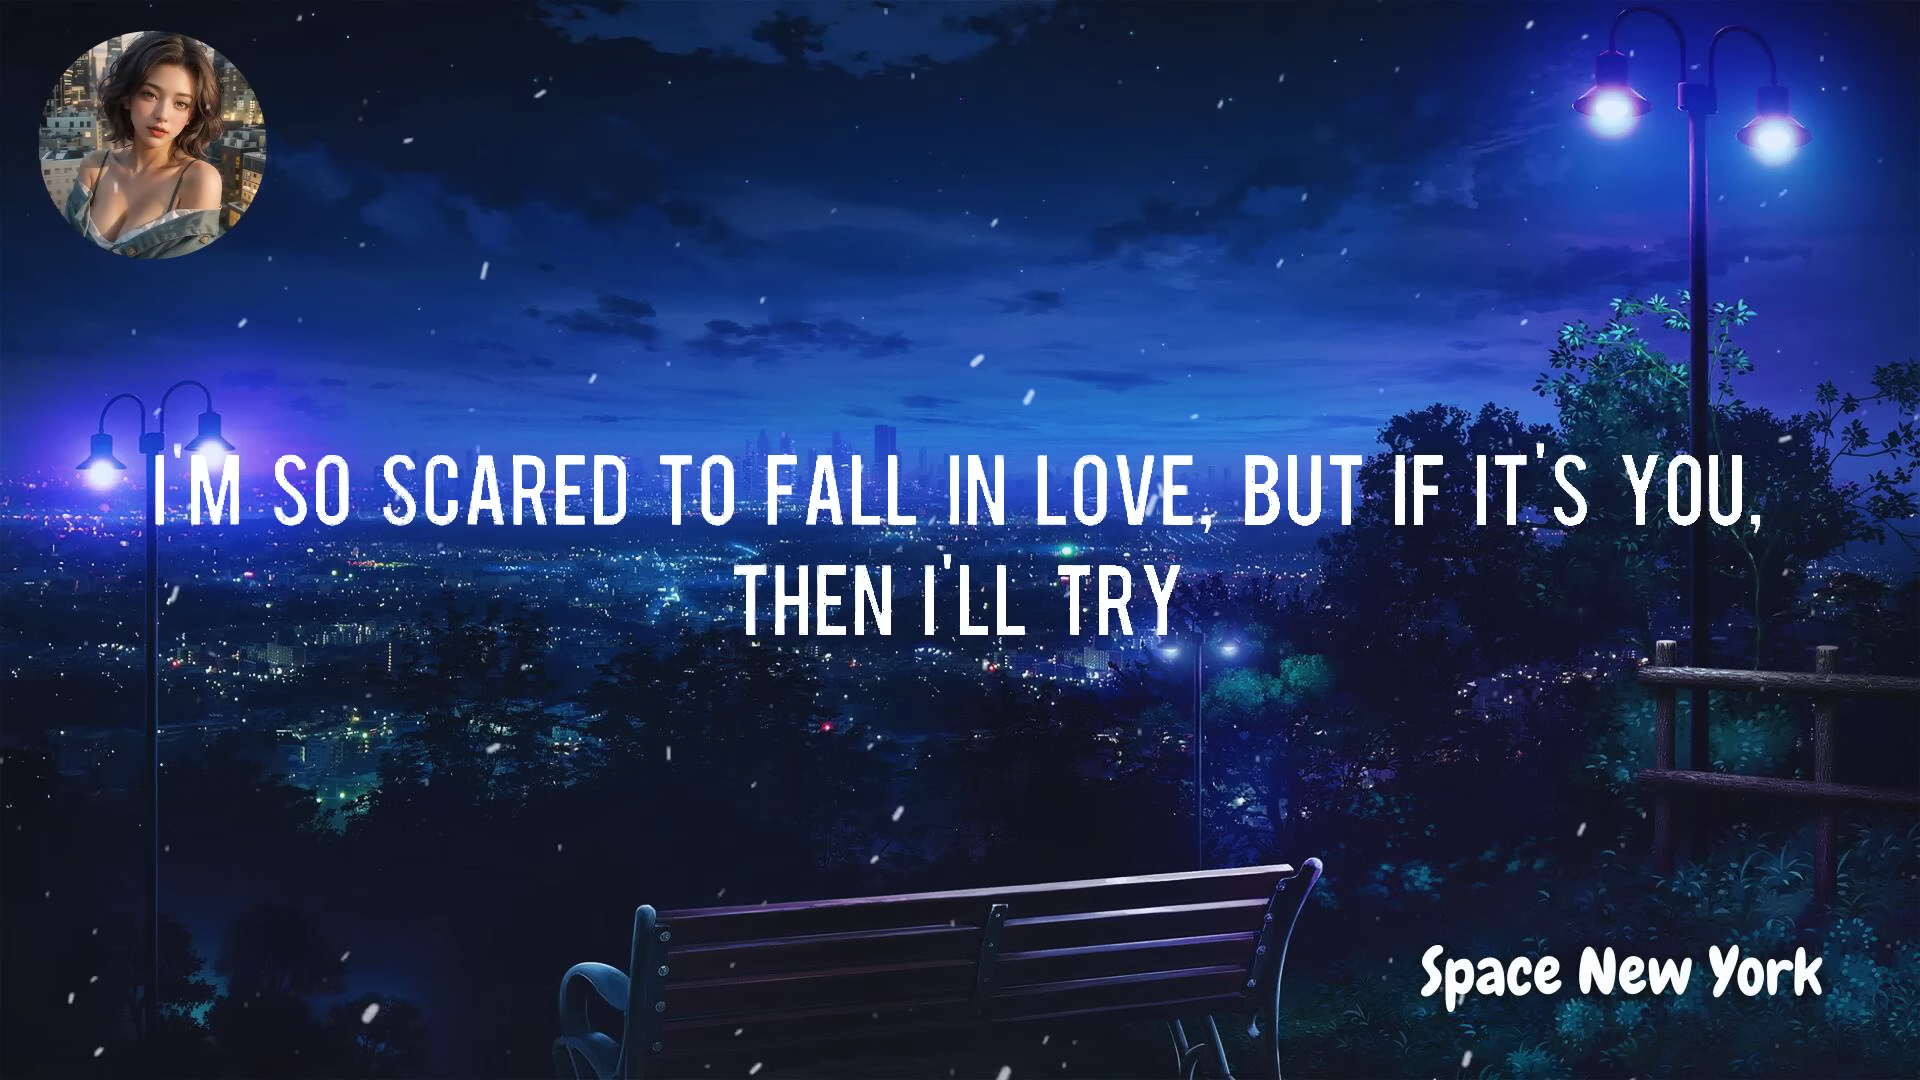 I'M SO SCARED TO FALL IN LOVE, BUT IF IT'S YOU,
THEN I'LL TRY
Space New York